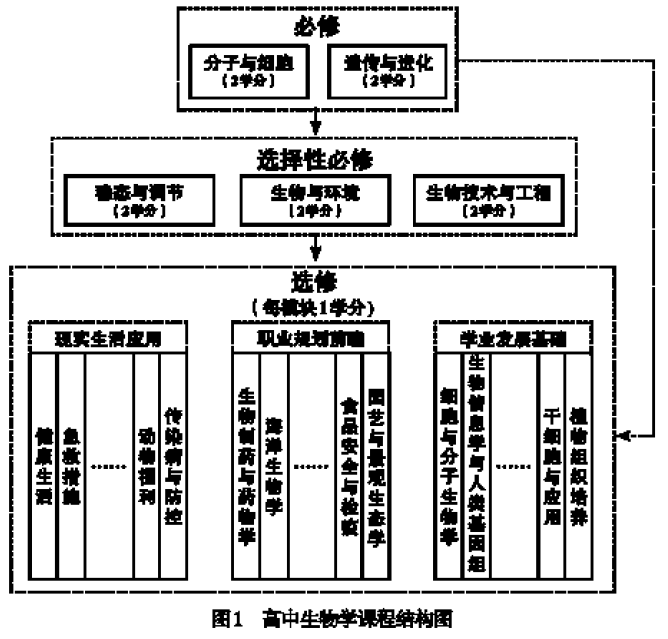 必修
分子与细胞
(2学分)
遗传与进化
(2学分)
选择性必修
稳态与调节
(2学分)
生物与环境
(2学分)
生物技术与工程
(2学分)
选修
(每模块1学分)
现实生活应用
健康生活
急救措施
……
动物福利
传染病与防控
职业规划前瞻
生物制药与药物学
海洋生物学
……
食品安全与检验
园艺与景观生态学
学业发展基础
细胞与分子生物学
生物信息学与人类基因组
……
干细胞与应用
植物组织培养
图1 高中生物学课程结构图